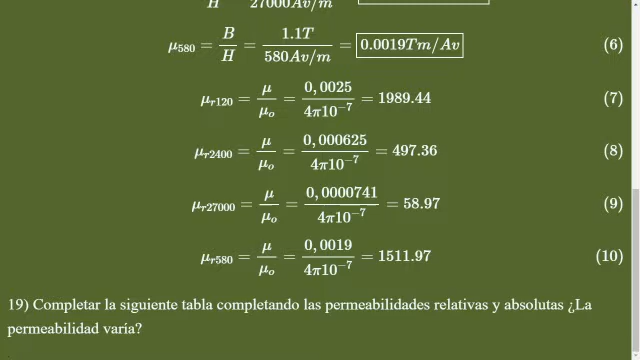 H 27000Av/m
μ580 = B/H = 1.1T/580Av/m = 0.0019Tm/Av (6)
μr120 = μ/μo = 0,0025/4π10^−7 = 1989.44 (7)
μr2400 = μ/μo = 0,000625/4π10^−7 = 497.36 (8)
μr27000 = μ/μo = 0,0000741/4π10^−7 = 58.97 (9)
μr580 = μ/μo = 0,0019/4π10^−7 = 1511.97 (10)
19) Completar la siguiente tabla completando las permeabilidades relativas y absolutas ¿La
permeabilidad varía?